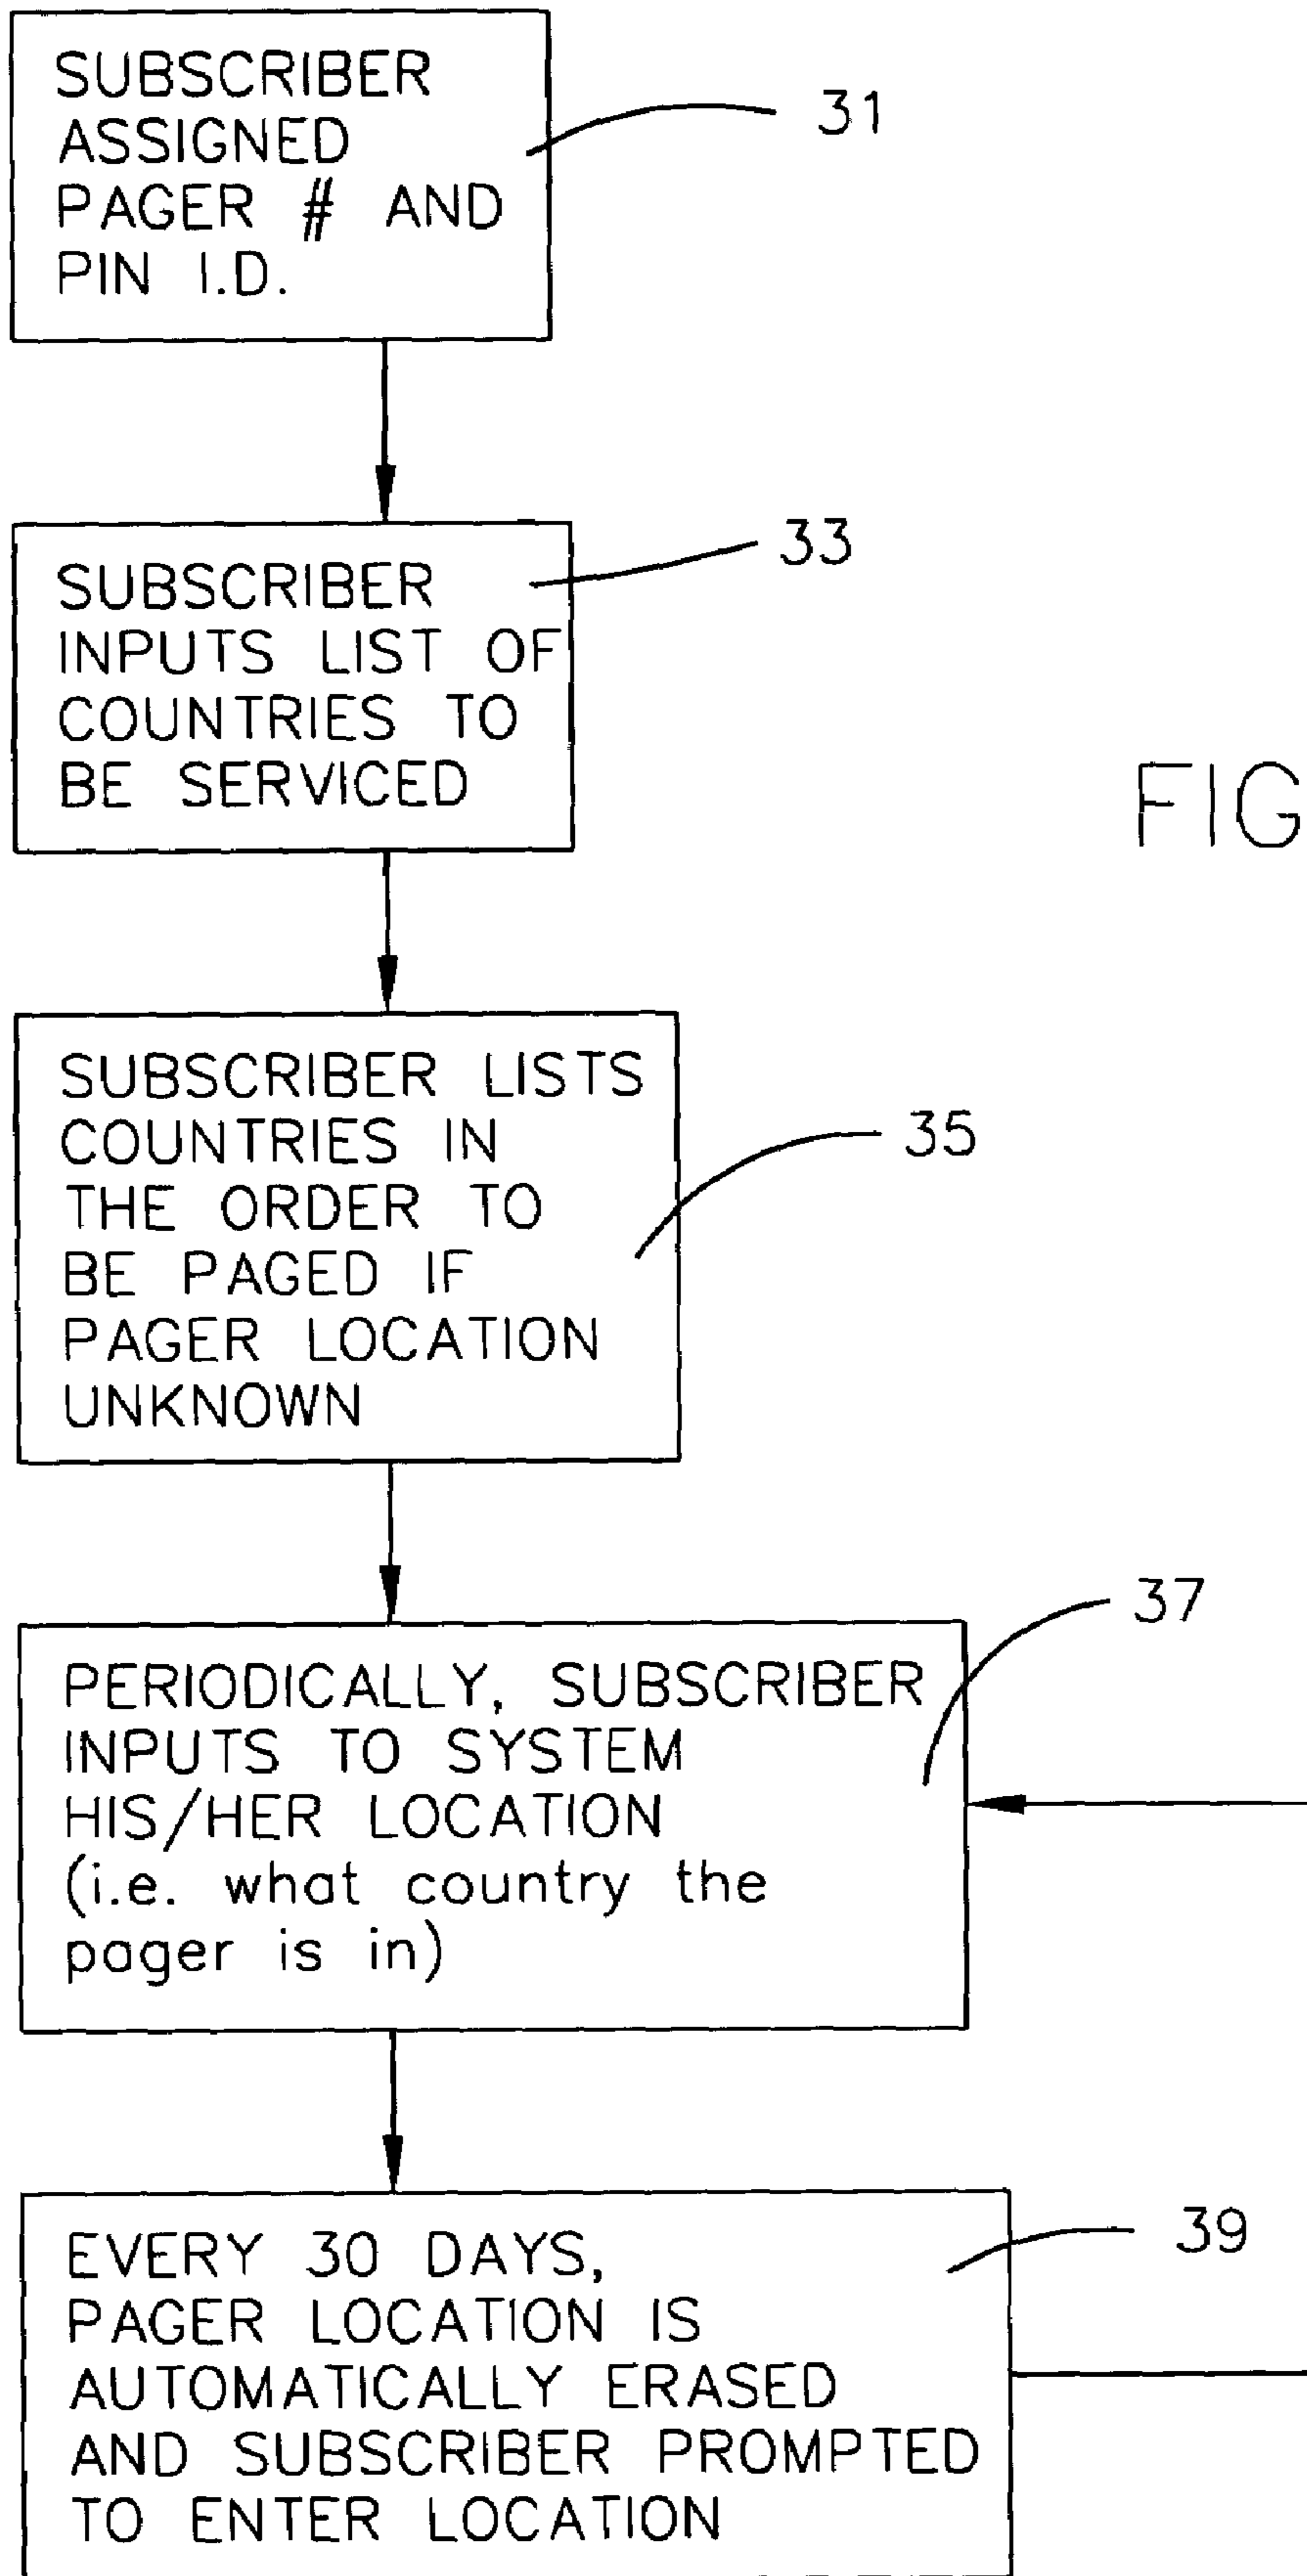 SUBSCRIBER
ASSIGNED
PAGER # AND
PIN I.D.
31
SUBSCRIBER
INPUTS LIST OF
COUNTRIES TO
BE SERVICED
33
FIG
SUBSCRIBER LISTS
COUNTRIES IN
THE ORDER TO
BE PAGED IF
PAGER LOCATION
UNKNOWN
35
PERIODICALLY, SUBSCRIBER
INPUTS TO SYSTEM
HIS/HER LOCATION
(i.e. what country the
pager is in)
37
EVERY 30 DAYS,
PAGER LOCATION IS
AUTOMATICALLY ERASED
AND SUBSCRIBER PROMPTED
TO ENTER LOCATION
39